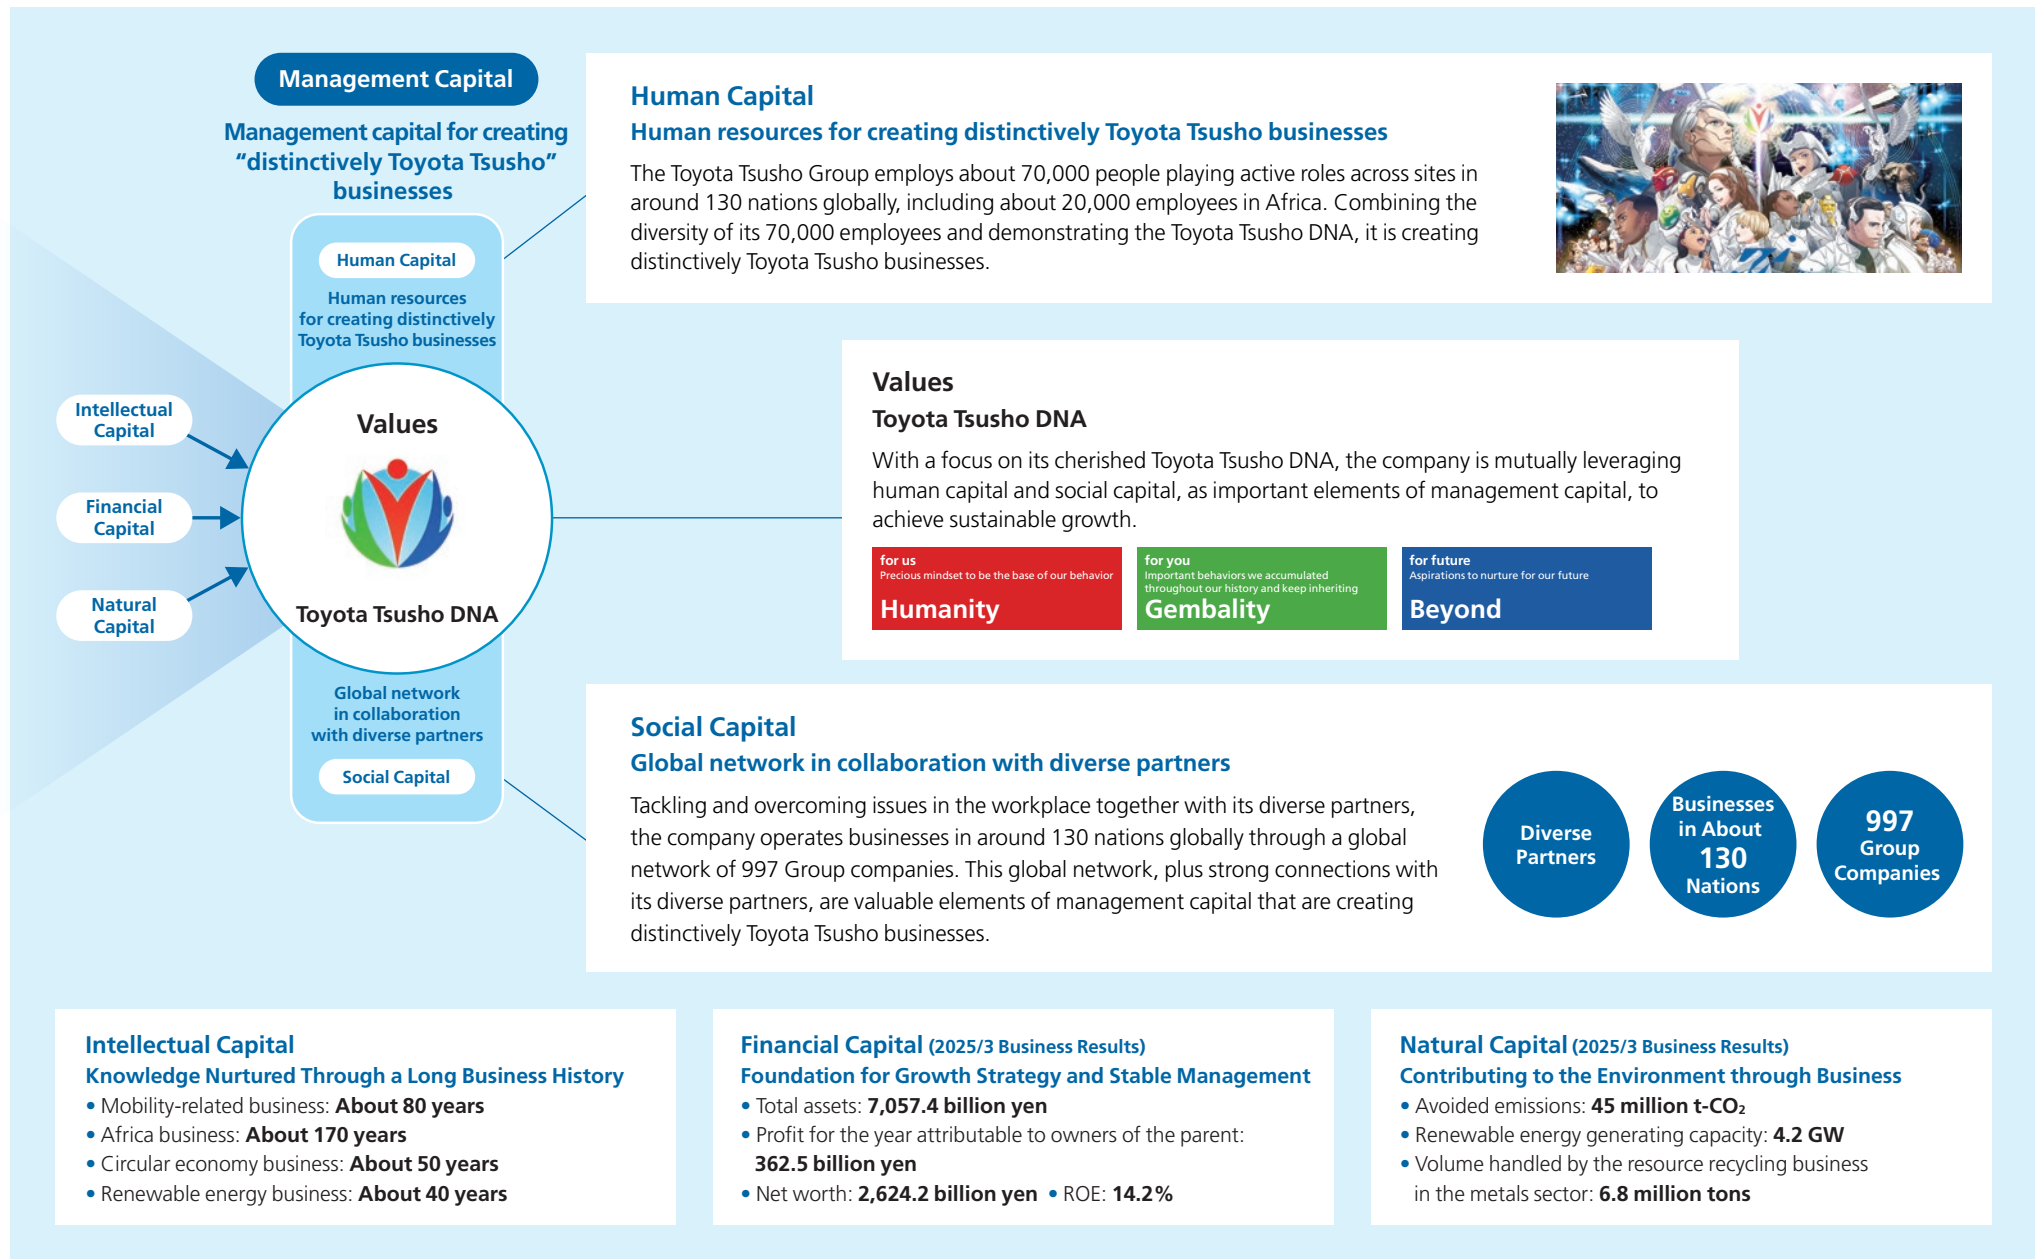 Management Capital
Management capital for creating
“distinctively Toyota Tsusho”
businesses
Human Capital
Human resources
for creating distinctively
Toyota Tsusho businesses
Intellectual
Capital
Financial
Capital
Natural
Capital
Values
Toyota Tsusho DNA
Global network
in collaboration
with diverse partners
Social Capital
Human Capital
Human resources for creating distinctively Toyota Tsusho businesses
The Toyota Tsusho Group employs about 70,000 people playing active roles across sites in
around 130 nations globally, including about 20,000 employees in Africa. Combining the
diversity of its 70,000 employees and demonstrating the Toyota Tsusho DNA, it is creating
distinctively Toyota Tsusho businesses.
Values
Toyota Tsusho DNA
With a focus on its cherished Toyota Tsusho DNA, the company is mutually leveraging
human capital and social capital, as important elements of management capital, to
achieve sustainable growth.
for us
Precious mindset to be the base of our behavior
Humanity
for you
Important behaviors we accumulated
throughout our history and keep inheriting
Gembality
for future
Aspirations to nurture for our future
Beyond
Social Capital
Global network in collaboration with diverse partners
Tackling and overcoming issues in the workplace together with its diverse partners,
the company operates businesses in around 130 nations globally through a global
network of 997 Group companies. This global network, plus strong connections with
its diverse partners, are valuable elements of management capital that are creating
distinctively Toyota Tsusho businesses.
Diverse
Partners
Businesses
in About
130
Nations
997
Group
Companies
Intellectual Capital
Knowledge Nurtured Through a Long Business History
• Mobility-related business: About 80 years
• Africa business: About 170 years
• Circular economy business: About 50 years
• Renewable energy business: About 40 years
Financial Capital (2025/3 Business Results)
Foundation for Growth Strategy and Stable Management
• Total assets: 7,057.4 billion yen
• Profit for the year attributable to owners of the parent:
362.5 billion yen
• Net worth: 2,624.2 billion yen • ROE: 14.2%
Natural Capital (2025/3 Business Results)
Contributing to the Environment through Business
• Avoided emissions: 45 million t-CO₂
• Renewable energy generating capacity: 4.2 GW
• Volume handled by the resource recycling business
in the metals sector: 6.8 million tons